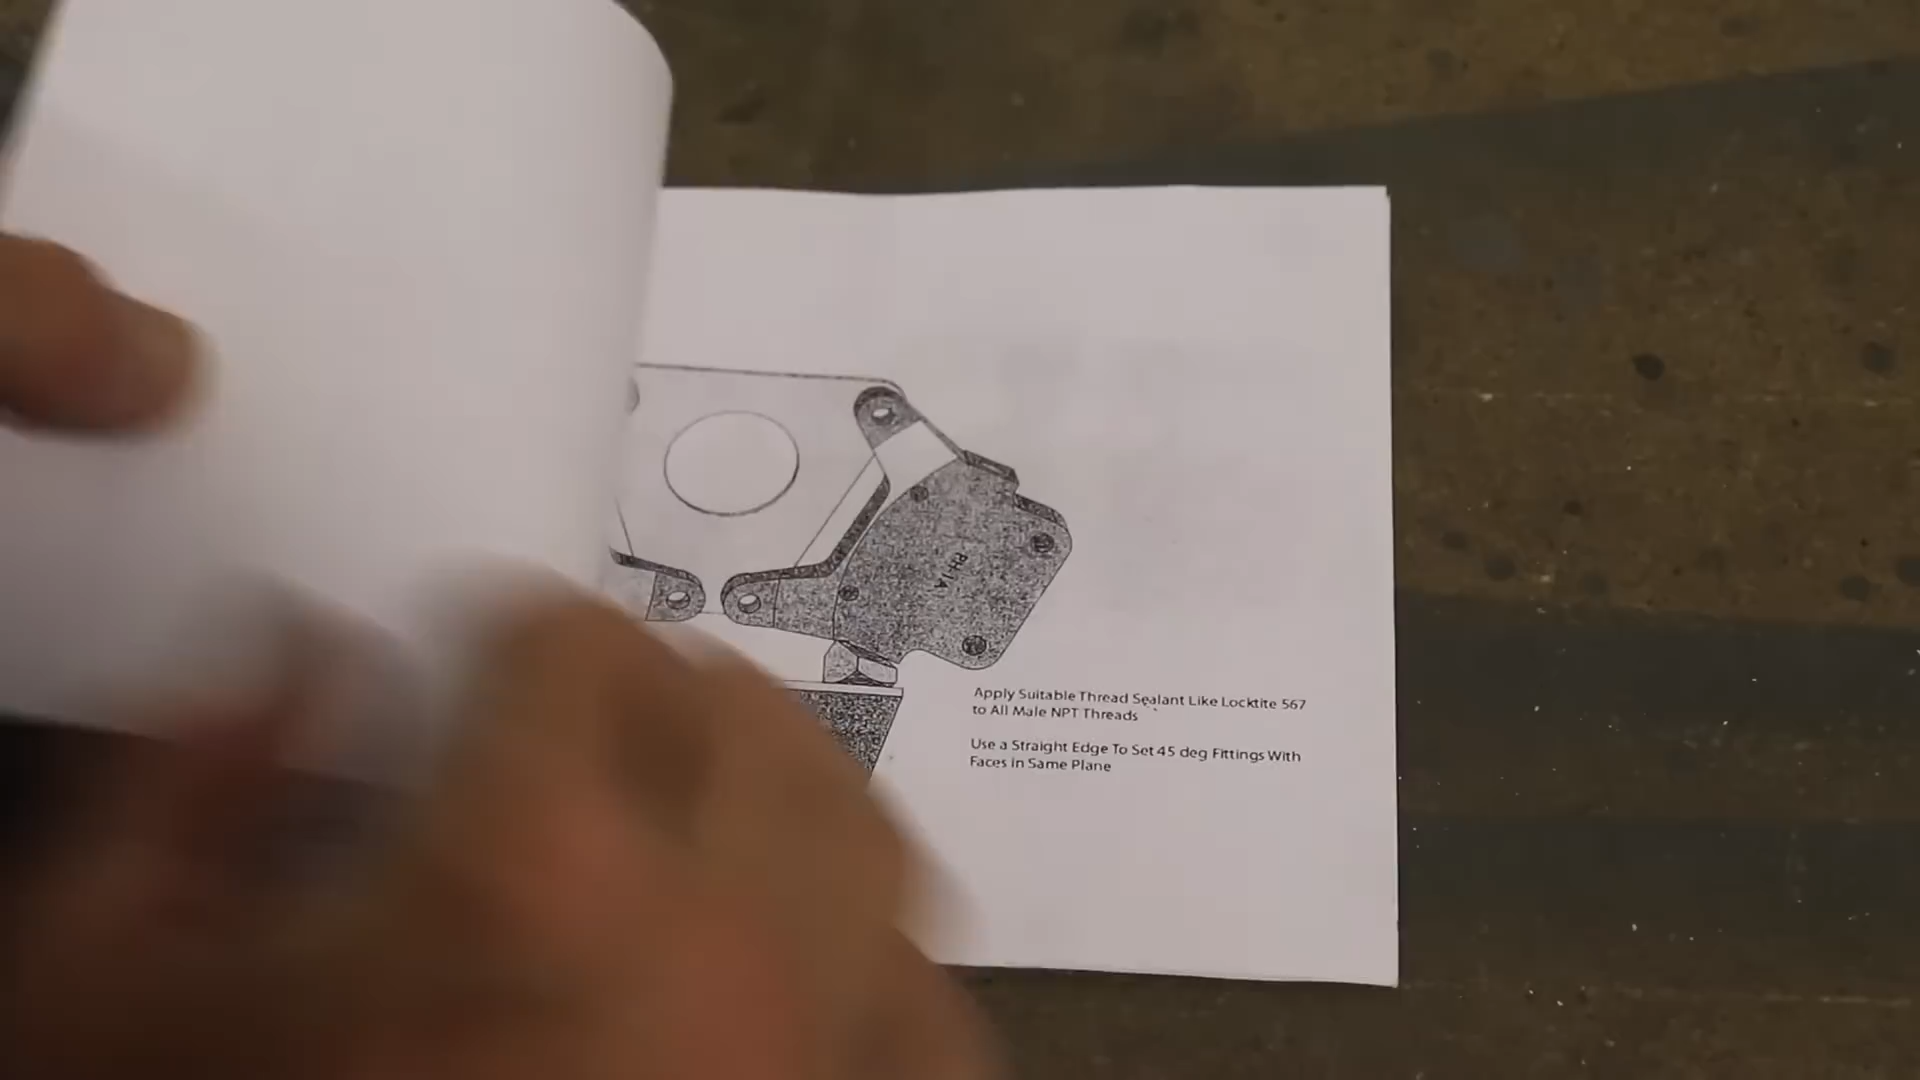 PH1A
Apply Suitable Thread Sealant Like Locktite 567
to All Male NPT Threads
Use a Straight Edge To Set 45 deg Fittings With
Faces in Same Plane